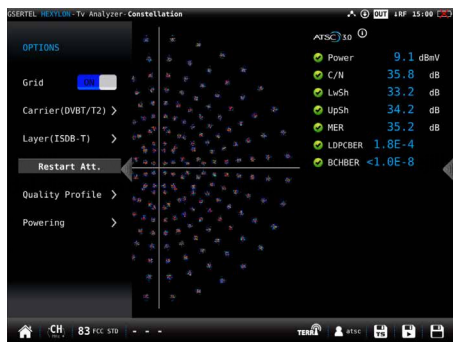 GSERTEL HEXYLON-Tv Analyzer-Constellation
OUT ↓RF 15:00
OPTIONS
Grid ON
Carrier(DVBT/T2) >
Layer(ISDB-T) >
Restart Att.
Quality Profile >
Powering >
ATSC 3.0 i
Power 9.1 dBmV
C/N 35.8 dB
LwSh 33.2 dB
UpSh 34.2 dB
MER 35.2 dB
LDPCBER 1.8E-4
BCHBER <1.0E-8
CH 83 FCC STD - - - TERR atsc TS